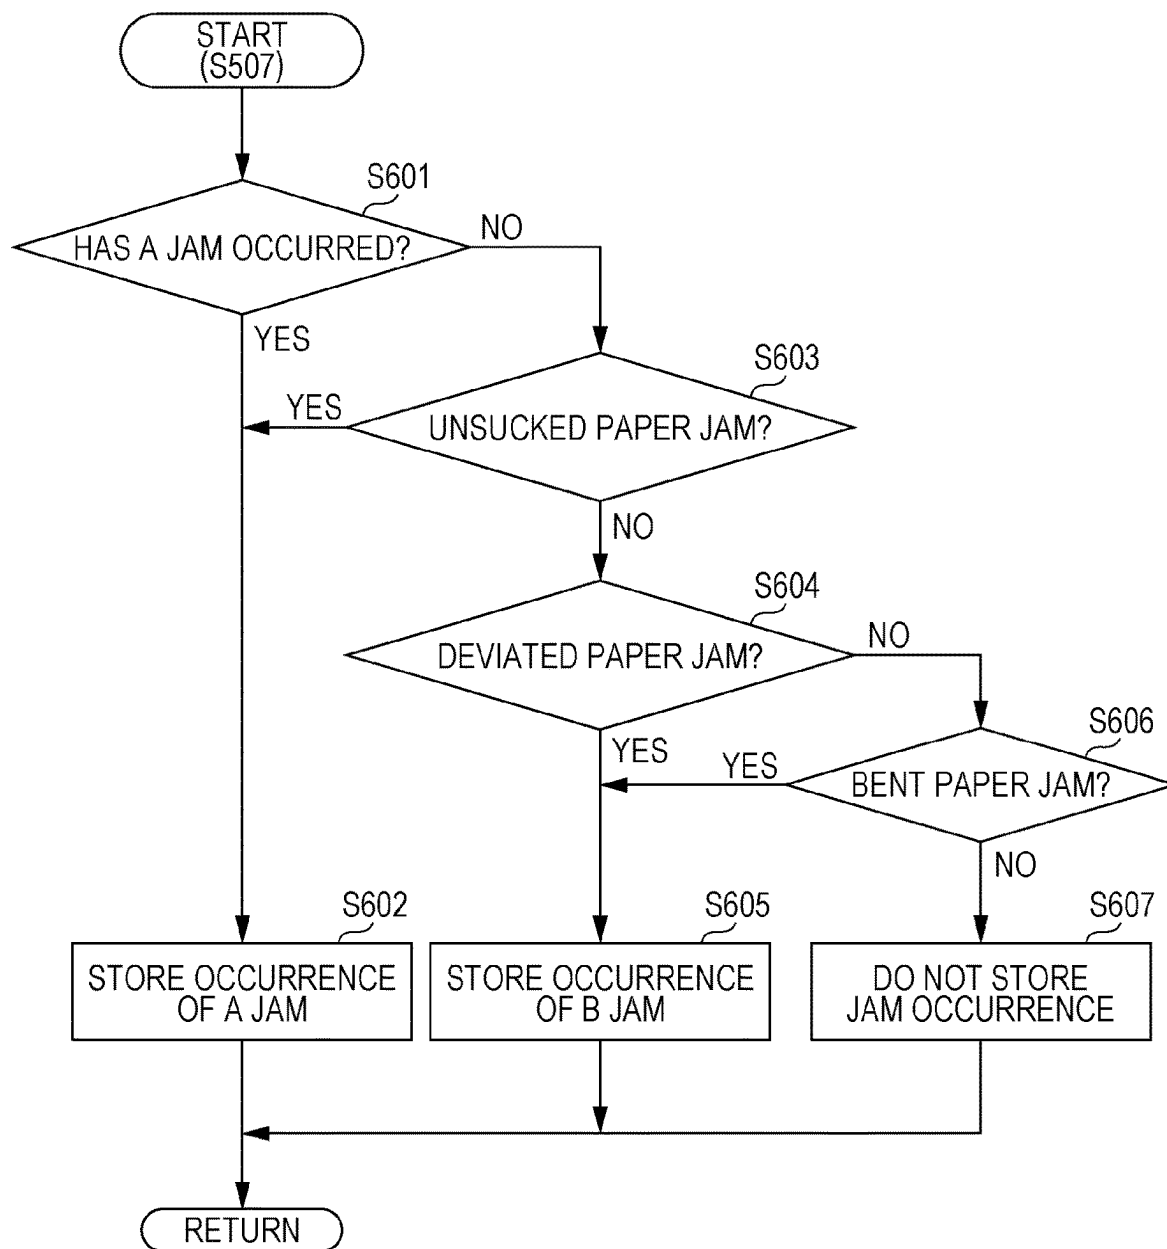 START
(S507)
S601
HAS A JAM OCCURRED?
NO
YES
S603
YES
UNSUCKED PAPER JAM?
NO
S604
DEVIATED PAPER JAM?
NO
YES
S606
YES
BENT PAPER JAM?
NO
S602
STORE OCCURRENCE
OF A JAM
S605
STORE OCCURRENCE
OF B JAM
S607
DO NOT STORE
JAM OCCURRENCE
RETURN